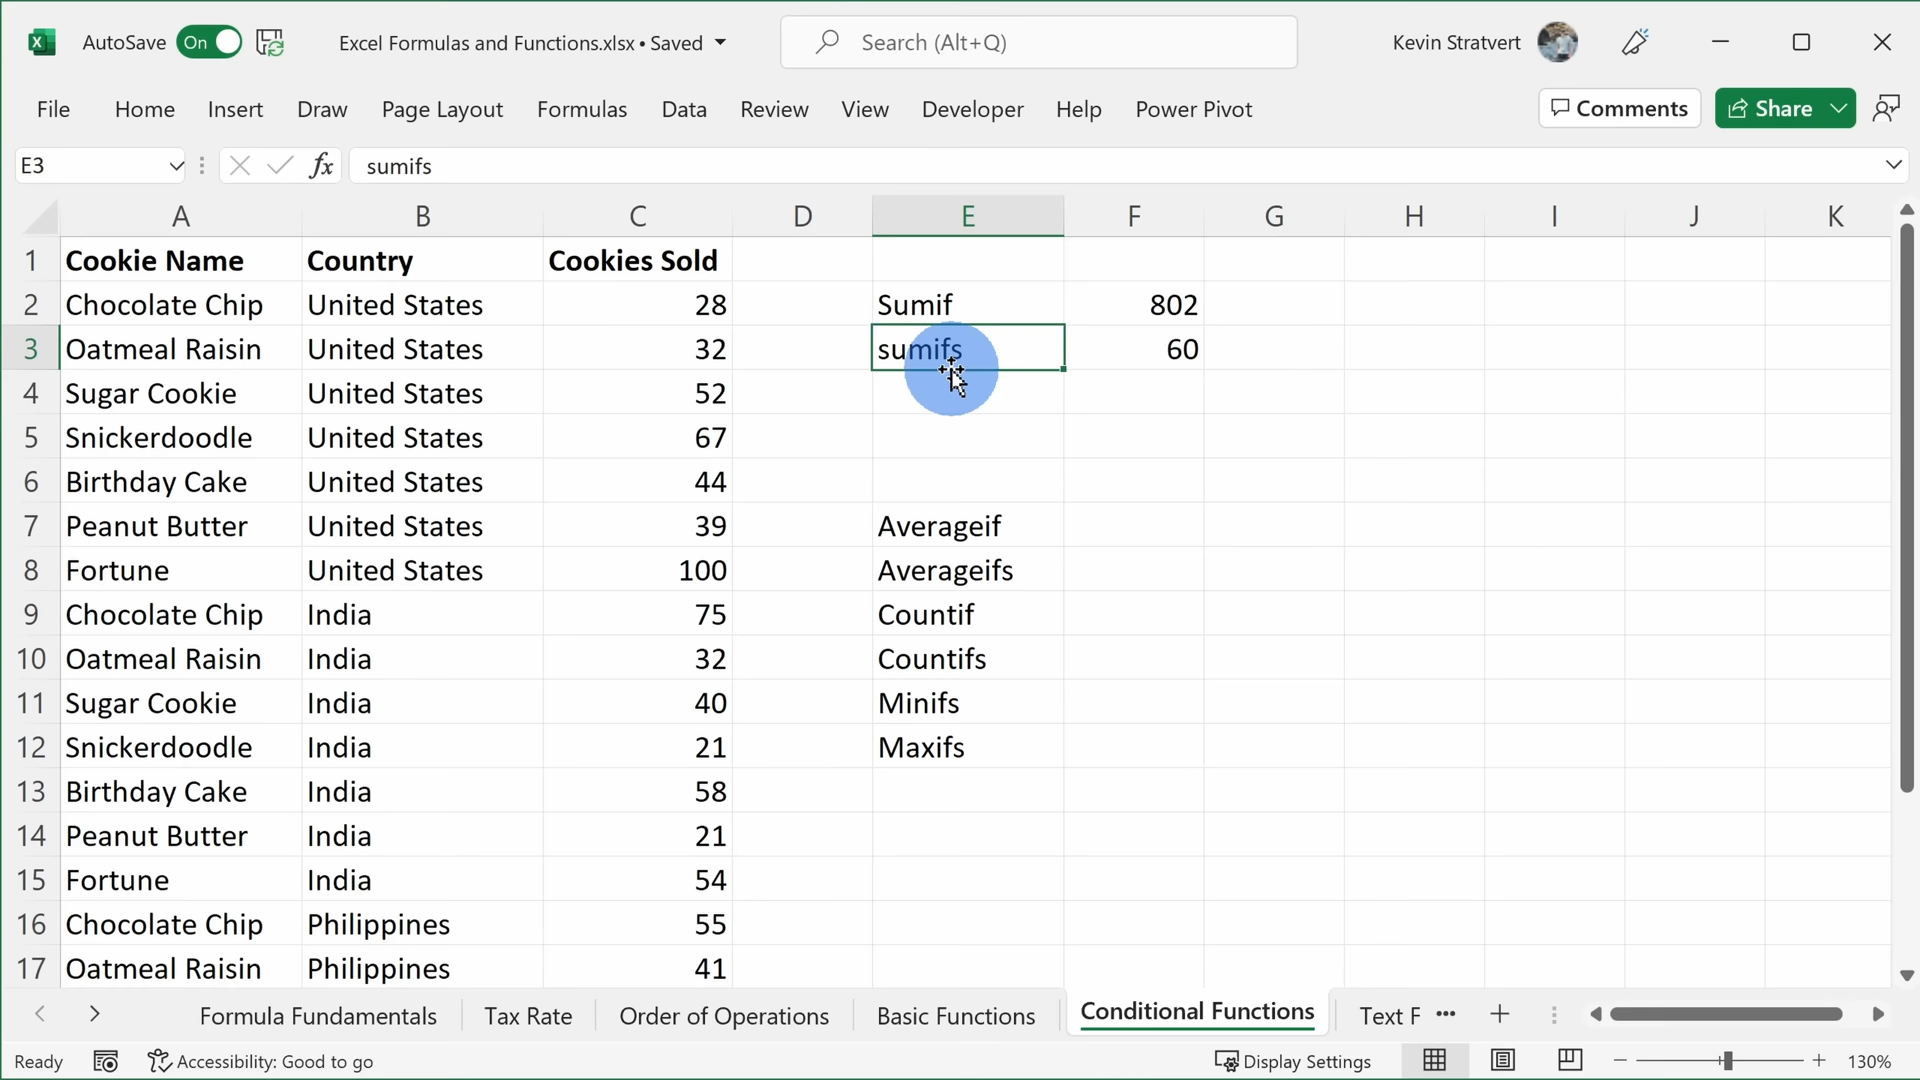 AutoSave On Excel Formulas and Functions.xlsx • Saved Search (Alt+Q) Kevin Stratvert
File Home Insert Draw Page Layout Formulas Data Review View Developer Help Power Pivot Comments Share
E3 fx sumifs
A B C D E F G H I J K
1 Cookie Name Country Cookies Sold
2 Chocolate Chip United States 28 Sumif 802
3 Oatmeal Raisin United States 32 sumifs 60
4 Sugar Cookie United States 52
5 Snickerdoodle United States 67
6 Birthday Cake United States 44
7 Peanut Butter United States 39 Averageif
8 Fortune United States 100 Averageifs
9 Chocolate Chip India 75 Countif
10 Oatmeal Raisin India 32 Countifs
11 Sugar Cookie India 40 Minifs
12 Snickerdoodle India 21 Maxifs
13 Birthday Cake India 58
14 Peanut Butter India 21
15 Fortune India 54
16 Chocolate Chip Philippines 55
17 Oatmeal Raisin Philippines 41
Formula Fundamentals Tax Rate Order of Operations Basic Functions Conditional Functions Text F ...
Ready Accessibility: Good to go Display Settings 130%